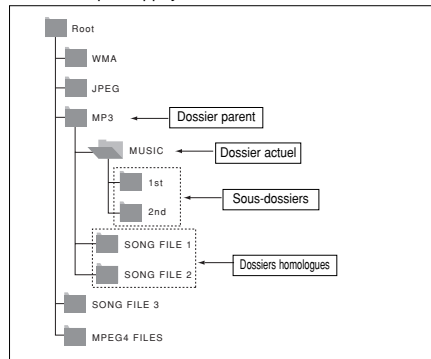 Root
WMA
JPEG
MP3
Dossier parent
MUSIC
Dossier actuel
1st
Sous-dossiers
2nd
SONG FILE 1
Dossiers homologues
SONG FILE 2
SONG FILE 3
MPEG4 FILES